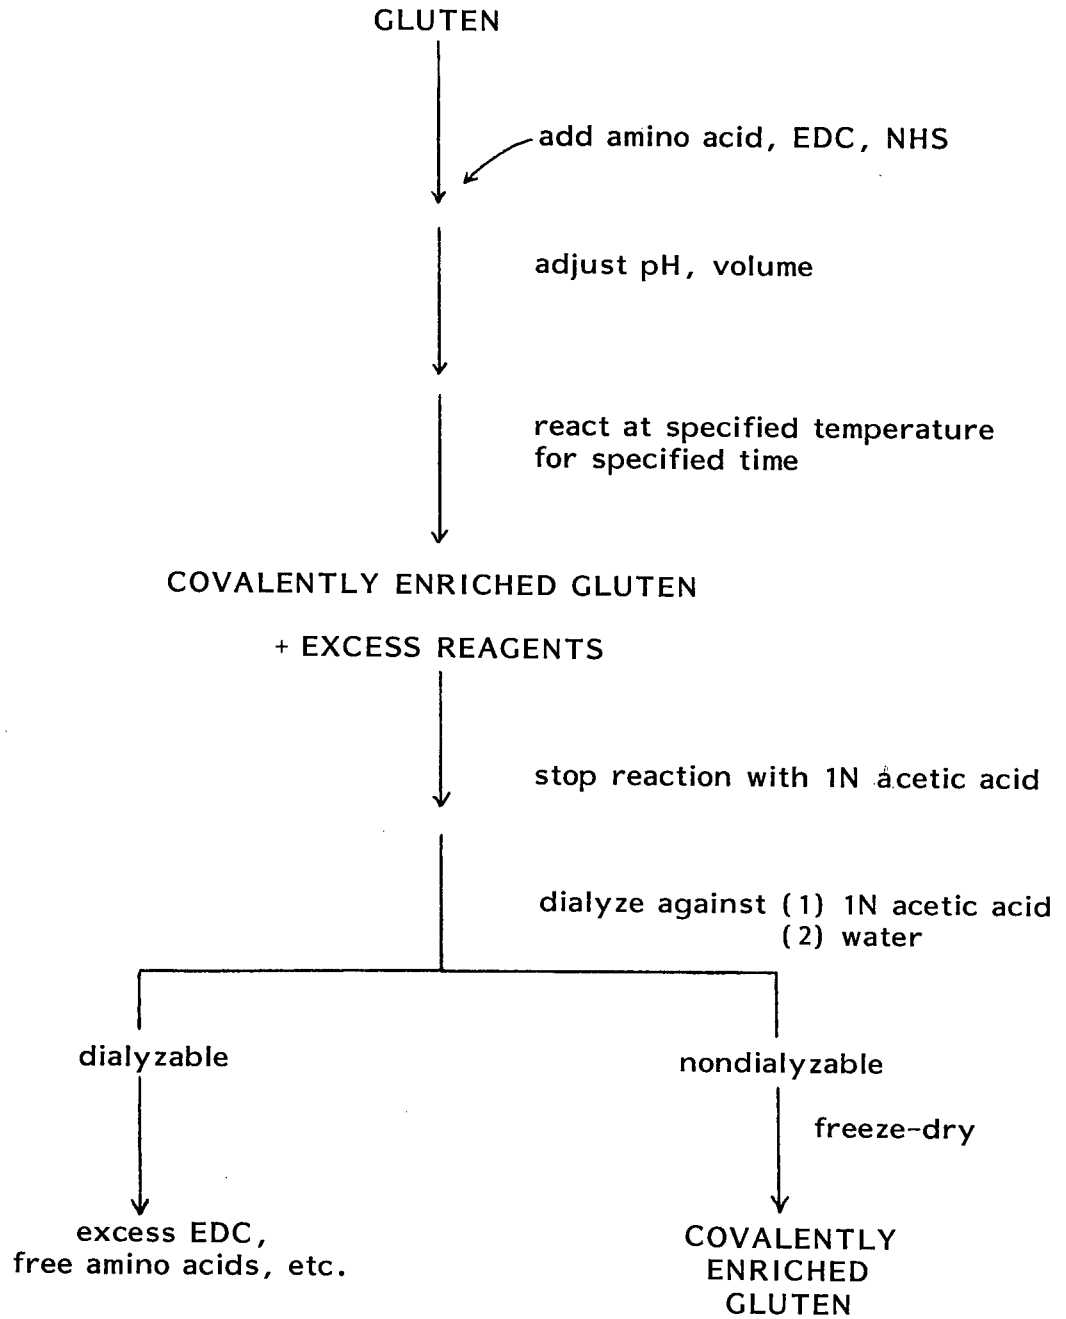 GLUTEN
add amino acid, EDC, NHS
adjust pH, volume
react at specified temperature
for specified time
COVALENTLY ENRICHED GLUTEN
+ EXCESS REAGENTS
stop reaction with 1N acetic acid
dialyze against (1) 1N acetic acid
(2) water
dialyzable
nondialyzable
freeze-dry
excess EDC,
free amino acids, etc.
COVALENTLY
ENRICHED
GLUTEN